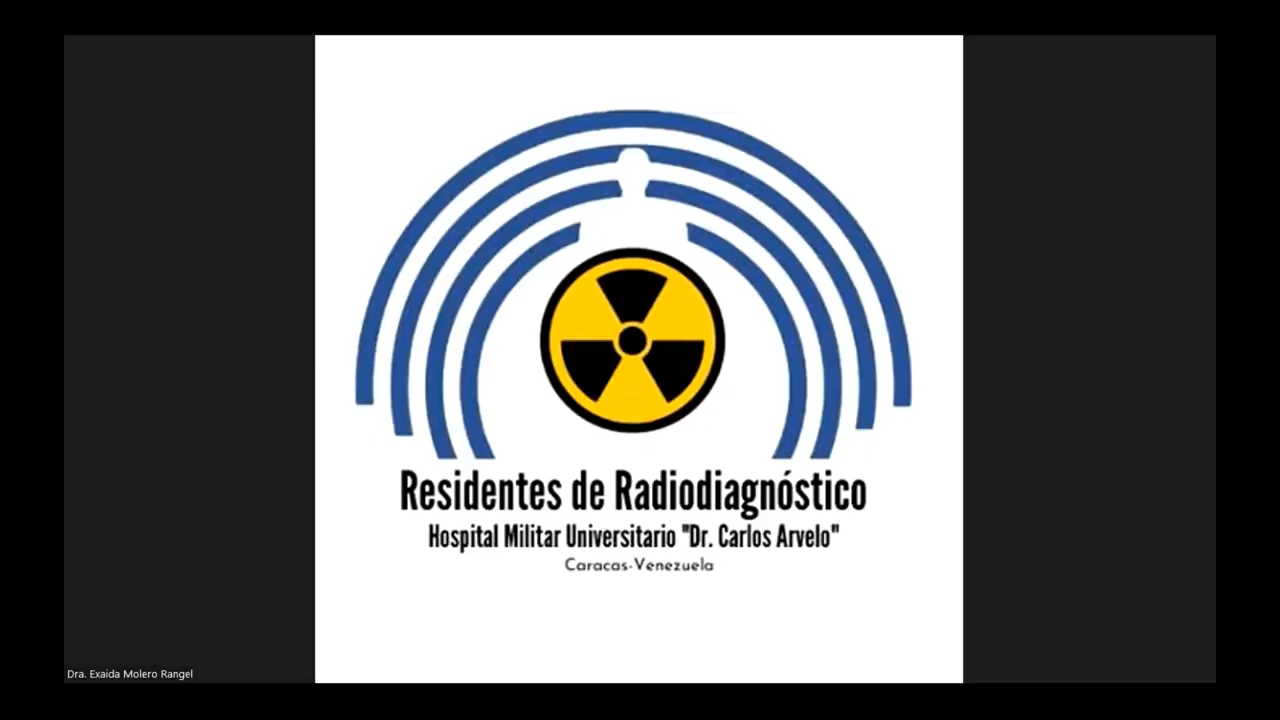 Residentes de Radiodiagnóstico
Hospital Militar Universitario "Dr. Carlos Arvelo"
Caracas-Venezuela
Dra. Exaida Molero Rangel